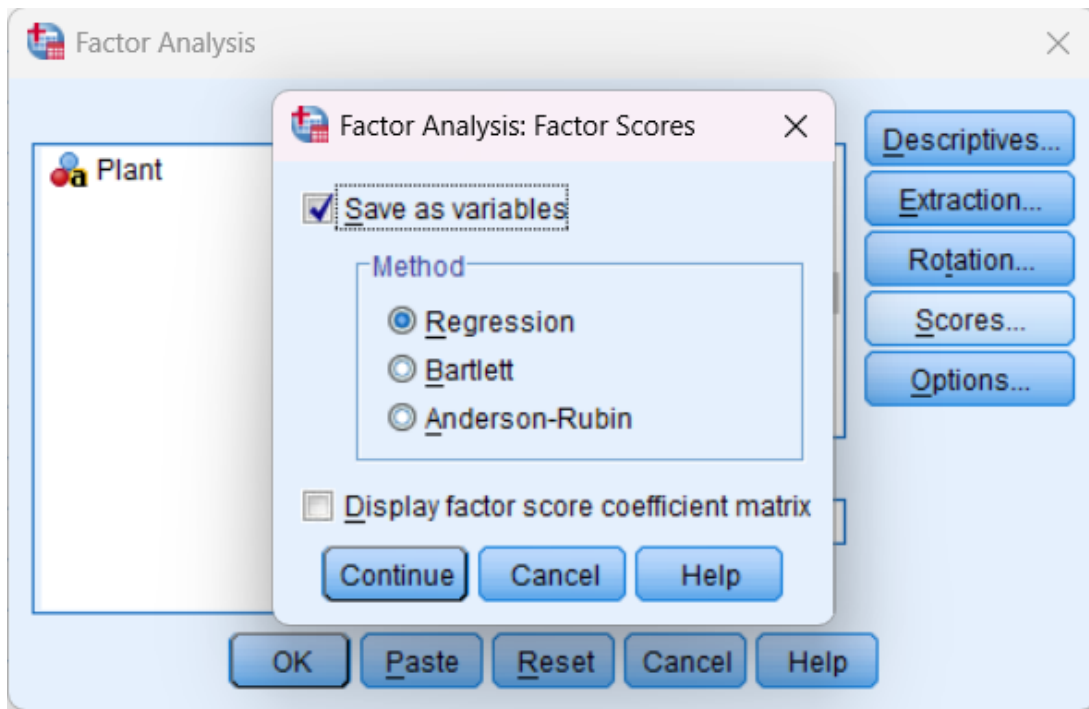 Factor Analysis
Plant
Descriptives...
Extraction...
Rotation...
Scores...
Options...
Factor Analysis: Factor Scores
Save as variables
Method
Regression
Bartlett
Anderson-Rubin
Display factor score coefficient matrix
Continue Cancel Help
OK Paste Reset Cancel Help